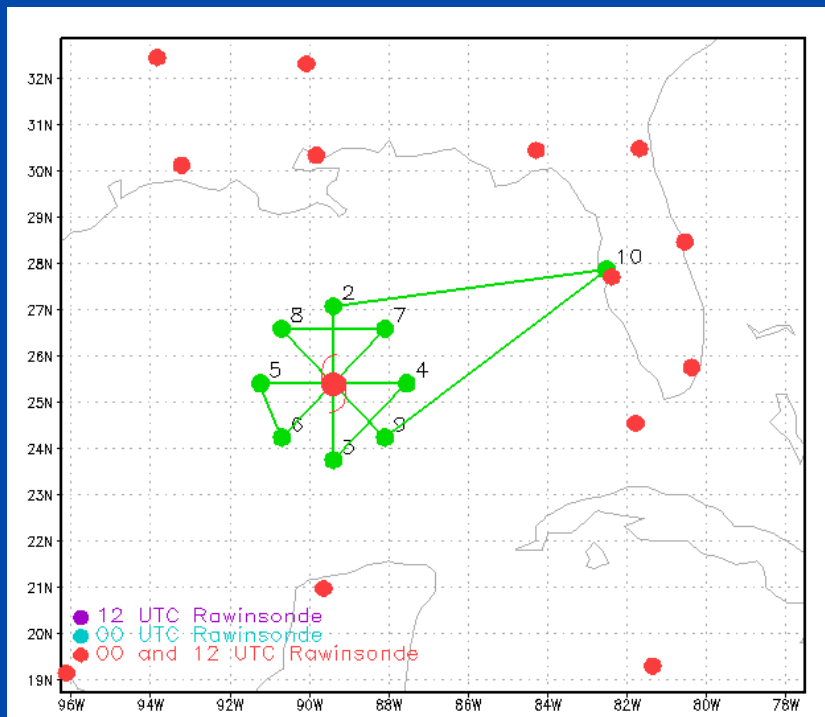 32N
31N
30N
29N
28N
27N
26N
25N
24N
23N
22N
21N
20N
19N
10
2
8
7
5
4
6
9
3
12 UTC Rawinsonde
00 UTC Rawinsonde
00 and 12 UTC Rawinsonde
96W 94W 92W 90W 88W 86W 84W 82W 80W 78W